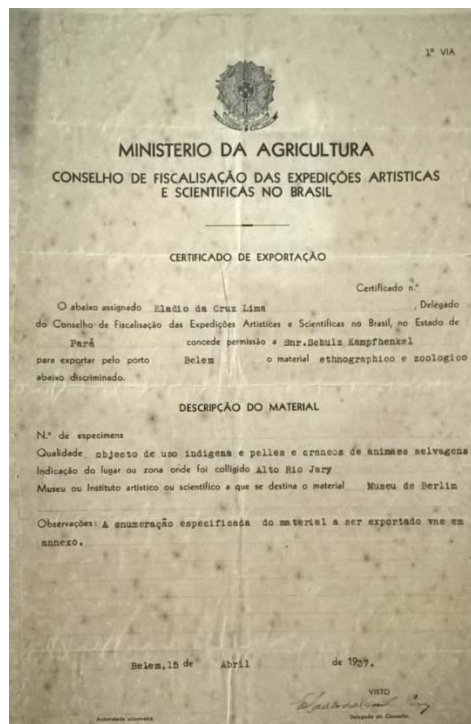 1ª VIA
MINISTERIO DA AGRICULTURA
CONSELHO DE FISCALISAÇÃO DAS EXPEDIÇÕES ARTISTICAS
E SCIENTIFICAS NO BRASIL
CERTIFICADO DE EXPORTAÇÃO
Certificado n.º
O abaixo assignado Eladio da Cruz Lima , Delegado
do Conselho de Fiscalisação das Expedições Artisticas e Scientificas no Brasil, no Estado de
Pará concede permissão a Snr.Schulz Kampfhenkel
para exportar pelo porto Belem o material ethnographico e zoologico
abaixo discriminado.
DESCRIPÇÃO DO MATERIAL
N.º de especimens
Qualidade objecto de uso indigena e pelles e craneos de animaes selvagens
Indicação do lugar ou zona onde foi colligido Alto Rio Jary
Museu ou Instituto artistico ou scientifico a que se destina o material Museu de Berlim
Observações: A enumeração especificada do material a ser exportado vae em
annexo.
Belem, 15 de Abril de 1937.
VISTO
Delegado do Conselho